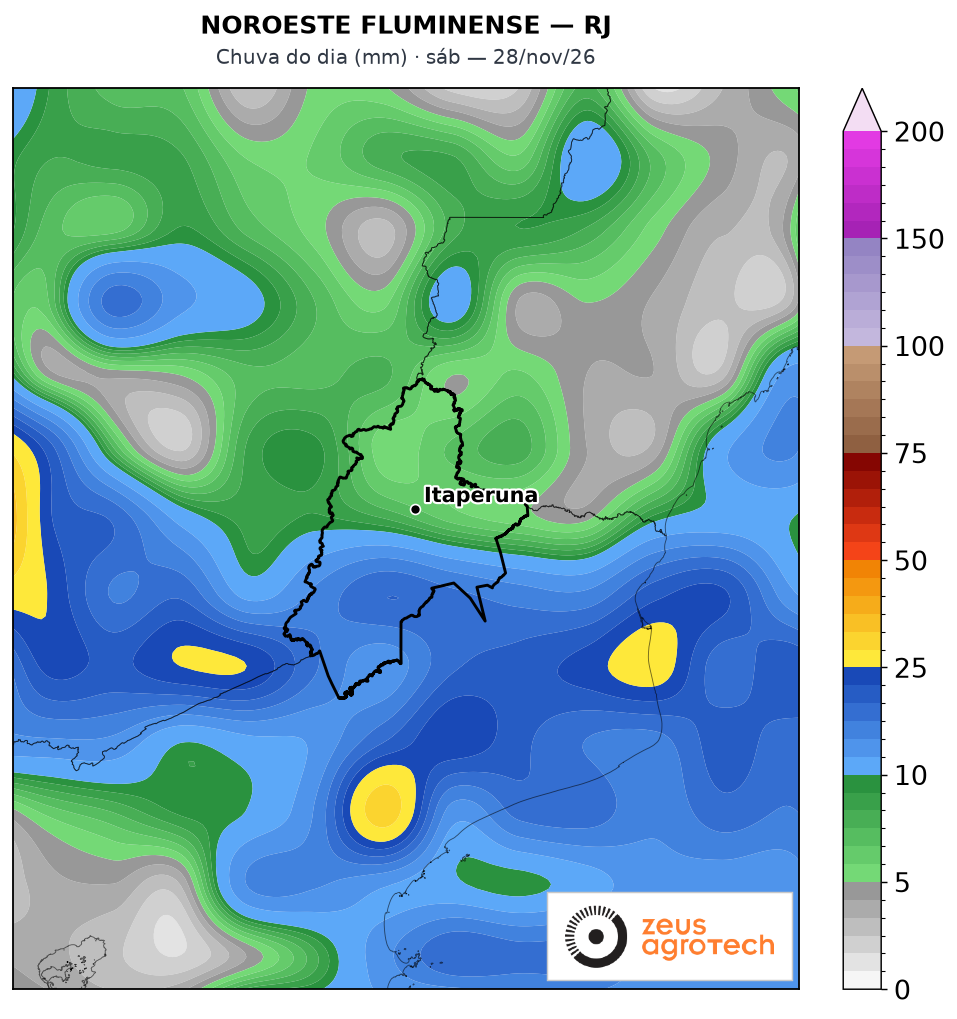 NOROESTE FLUMINENSE — RJ
Chuva do dia (mm) · sáb — 28/nov/26
200
150
100
75
50
25
10
5
0
Itaperuna
zeus
agrotech